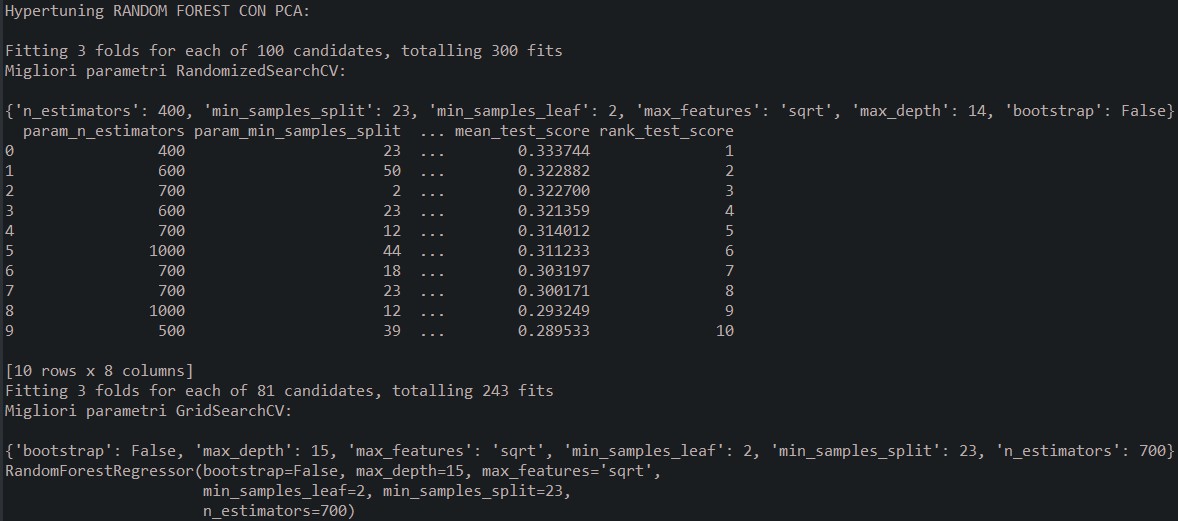 Hypertuning RANDOM FOREST CON PCA:
Fitting 3 folds for each of 100 candidates, totalling 300 fits
Migliori parametri RandomizedSearchCV:
{'n_estimators': 400, 'min_samples_split': 23, 'min_samples_leaf': 2, 'max_features': 'sqrt', 'max_depth': 14, 'bootstrap': False}
param_n_estimators param_min_samples_split ... mean_test_score rank_test_score
0 400 23 ... 0.333744 1
1 600 50 ... 0.322882 2
2 700 2 ... 0.322700 3
3 600 23 ... 0.321359 4
4 700 12 ... 0.314012 5
5 1000 44 ... 0.311233 6
6 700 18 ... 0.303197 7
7 700 23 ... 0.300171 8
8 1000 12 ... 0.293249 9
9 500 39 ... 0.289533 10
[10 rows x 8 columns]
Fitting 3 folds for each of 81 candidates, totalling 243 fits
Migliori parametri GridSearchCV:
{'bootstrap': False, 'max_depth': 15, 'max_features': 'sqrt', 'min_samples_leaf': 2, 'min_samples_split': 23, 'n_estimators': 700}
RandomForestRegressor(bootstrap=False, max_depth=15, max_features='sqrt',
min_samples_leaf=2, min_samples_split=23,
n_estimators=700)